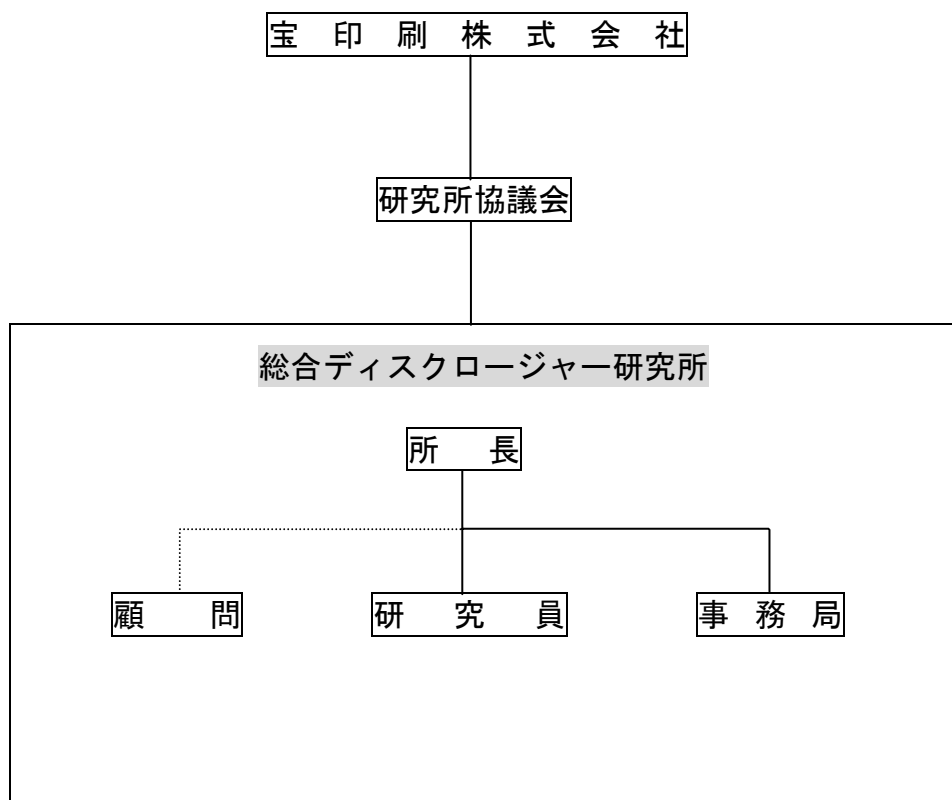 宝印刷株式会社
研究所協議会
総合ディスクロージャー研究所
所長
顧問
研究員
事務局